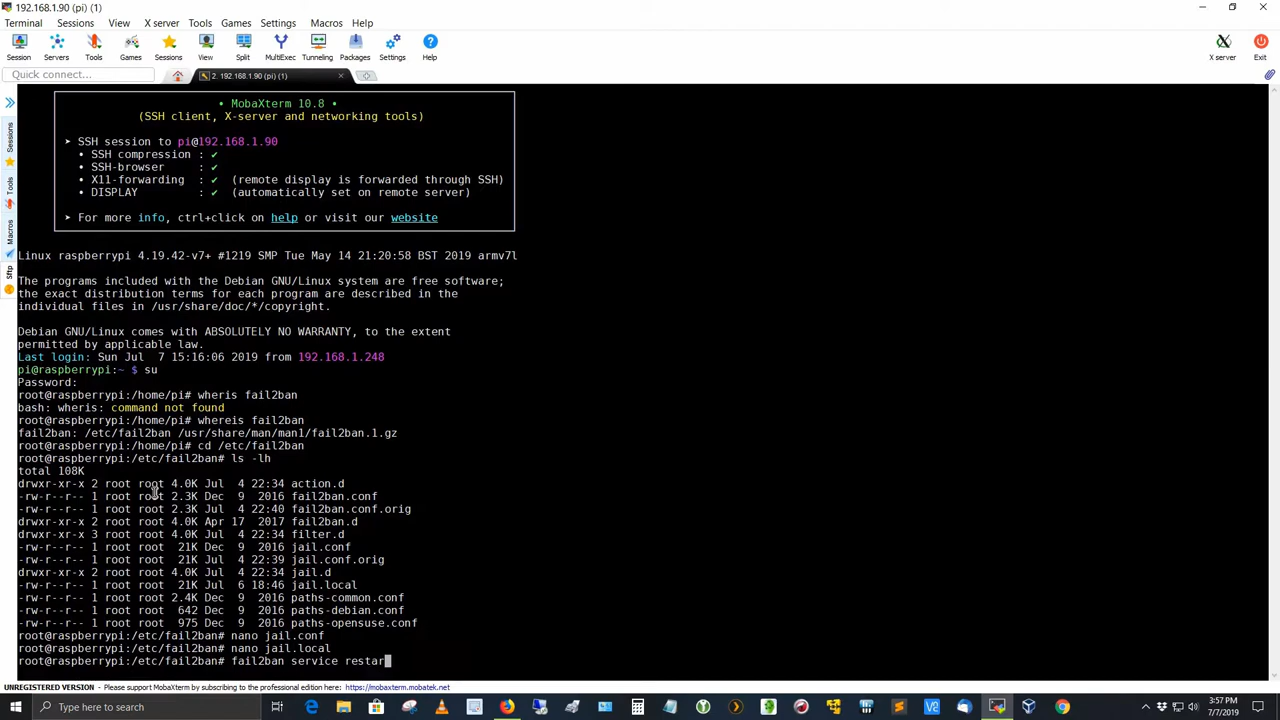 192.168.1.90 (pi) (1)
Terminal Sessions View X server Tools Games Settings Macros Help
Session Servers Tools Games Sessions View Split MultiExec Tunneling Packages Settings Help X server Exit
Quick connect...
2. 192.168.1.90 (pi) (1)
Sessions
Tools
Macros
Sftp
• MobaXterm 10.8 •
(SSH client, X-server and networking tools)
➤ SSH session to pi@192.168.1.90
• SSH compression : ✔
• SSH-browser : ✔
• X11-forwarding : ✔ (remote display is forwarded through SSH)
• DISPLAY : ✔ (automatically set on remote server)
➤ For more info, ctrl+click on help or visit our website
Linux raspberrypi 4.19.42-v7+ #1219 SMP Tue May 14 21:20:58 BST 2019 armv7l
The programs included with the Debian GNU/Linux system are free software;
the exact distribution terms for each program are described in the
individual files in /usr/share/doc/*/copyright.
Debian GNU/Linux comes with ABSOLUTELY NO WARRANTY, to the extent
permitted by applicable law.
Last login: Sun Jul 7 15:16:06 2019 from 192.168.1.248
pi@raspberrypi:~ $ su
Password:
root@raspberrypi:/home/pi# wheris fail2ban
bash: wheris: command not found
root@raspberrypi:/home/pi# whereis fail2ban
fail2ban: /etc/fail2ban /usr/share/man/man1/fail2ban.1.gz
root@raspberrypi:/home/pi# cd /etc/fail2ban
root@raspberrypi:/etc/fail2ban# ls -lh
total 108K
drwxr-xr-x 2 root root 4.0K Jul 4 22:34 action.d
-rw-r--r-- 1 root root 2.3K Dec 9 2016 fail2ban.conf
-rw-r--r-- 1 root root 2.3K Jul 4 22:40 fail2ban.conf.orig
drwxr-xr-x 2 root root 4.0K Apr 17 2017 fail2ban.d
drwxr-xr-x 3 root root 4.0K Jul 4 22:34 filter.d
-rw-r--r-- 1 root root 21K Dec 9 2016 jail.conf
-rw-r--r-- 1 root root 21K Jul 4 22:39 jail.conf.orig
drwxr-xr-x 2 root root 4.0K Jul 4 22:34 jail.d
-rw-r--r-- 1 root root 21K Jul 6 18:46 jail.local
-rw-r--r-- 1 root root 2.4K Dec 9 2016 paths-common.conf
-rw-r--r-- 1 root root 642 Dec 9 2016 paths-debian.conf
-rw-r--r-- 1 root root 975 Dec 9 2016 paths-opensuse.conf
root@raspberrypi:/etc/fail2ban# nano jail.conf
root@raspberrypi:/etc/fail2ban# nano jail.local
root@raspberrypi:/etc/fail2ban# fail2ban service restar
UNREGISTERED VERSION - Please support MobaXterm by subscribing to the professional edition here: https://mobaxterm.mobatek.net
Type here to search
3:57 PM
7/7/2019